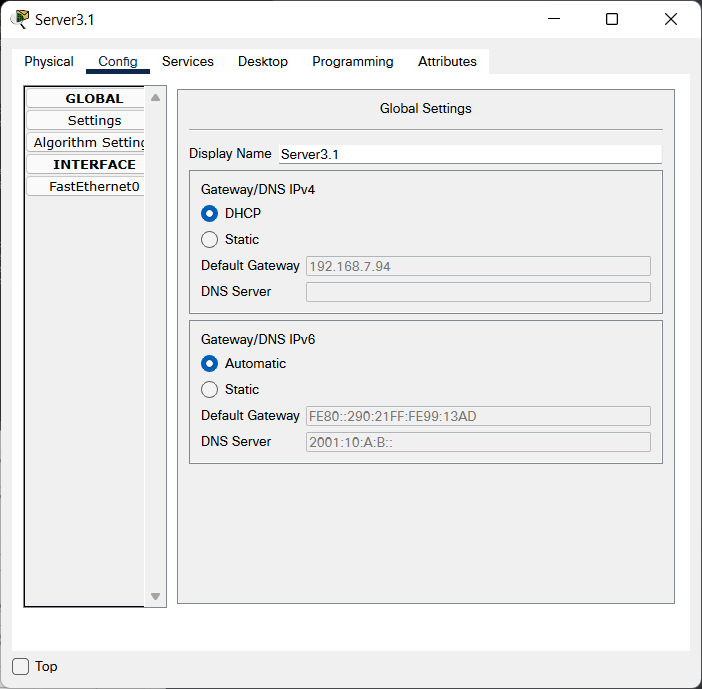 Server3.1
Physical Config Services Desktop Programming Attributes
GLOBAL
Settings
Algorithm Setting
INTERFACE
FastEthernet0
Global Settings
Display Name Server3.1
Gateway/DNS IPv4
DHCP
Static
Default Gateway 192.168.7.94
DNS Server
Gateway/DNS IPv6
Automatic
Static
Default Gateway FE80::290:21FF:FE99:13AD
DNS Server 2001:10:A:B::
Top